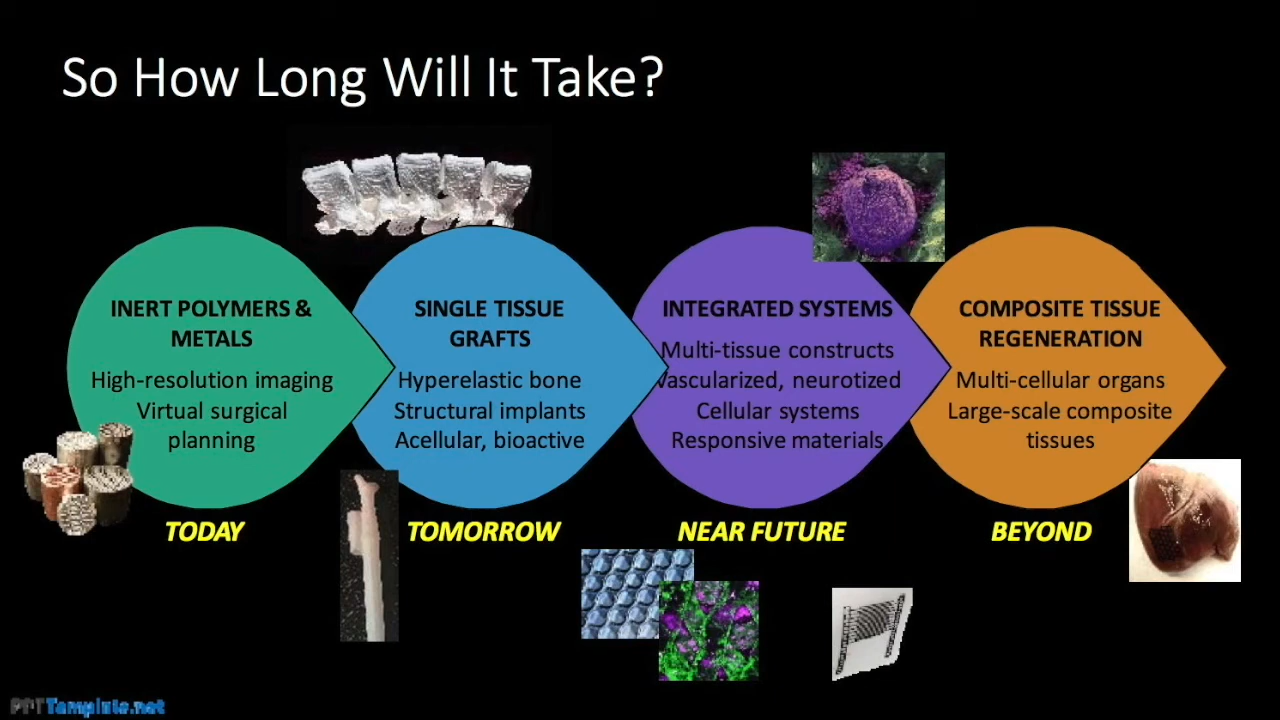 So How Long Will It Take?
INERT POLYMERS &
METALS
High-resolution imaging
Virtual surgical
planning
TODAY
SINGLE TISSUE
GRAFTS
Hyperelastic bone
Structural implants
Acellular, bioactive
TOMORROW
INTEGRATED SYSTEMS
Multi-tissue constructs
Vascularized, neurotized
Cellular systems
Responsive materials
NEAR FUTURE
COMPOSITE TISSUE
REGENERATION
Multi-cellular organs
Large-scale composite
tissues
BEYOND
PPTTemplate.net